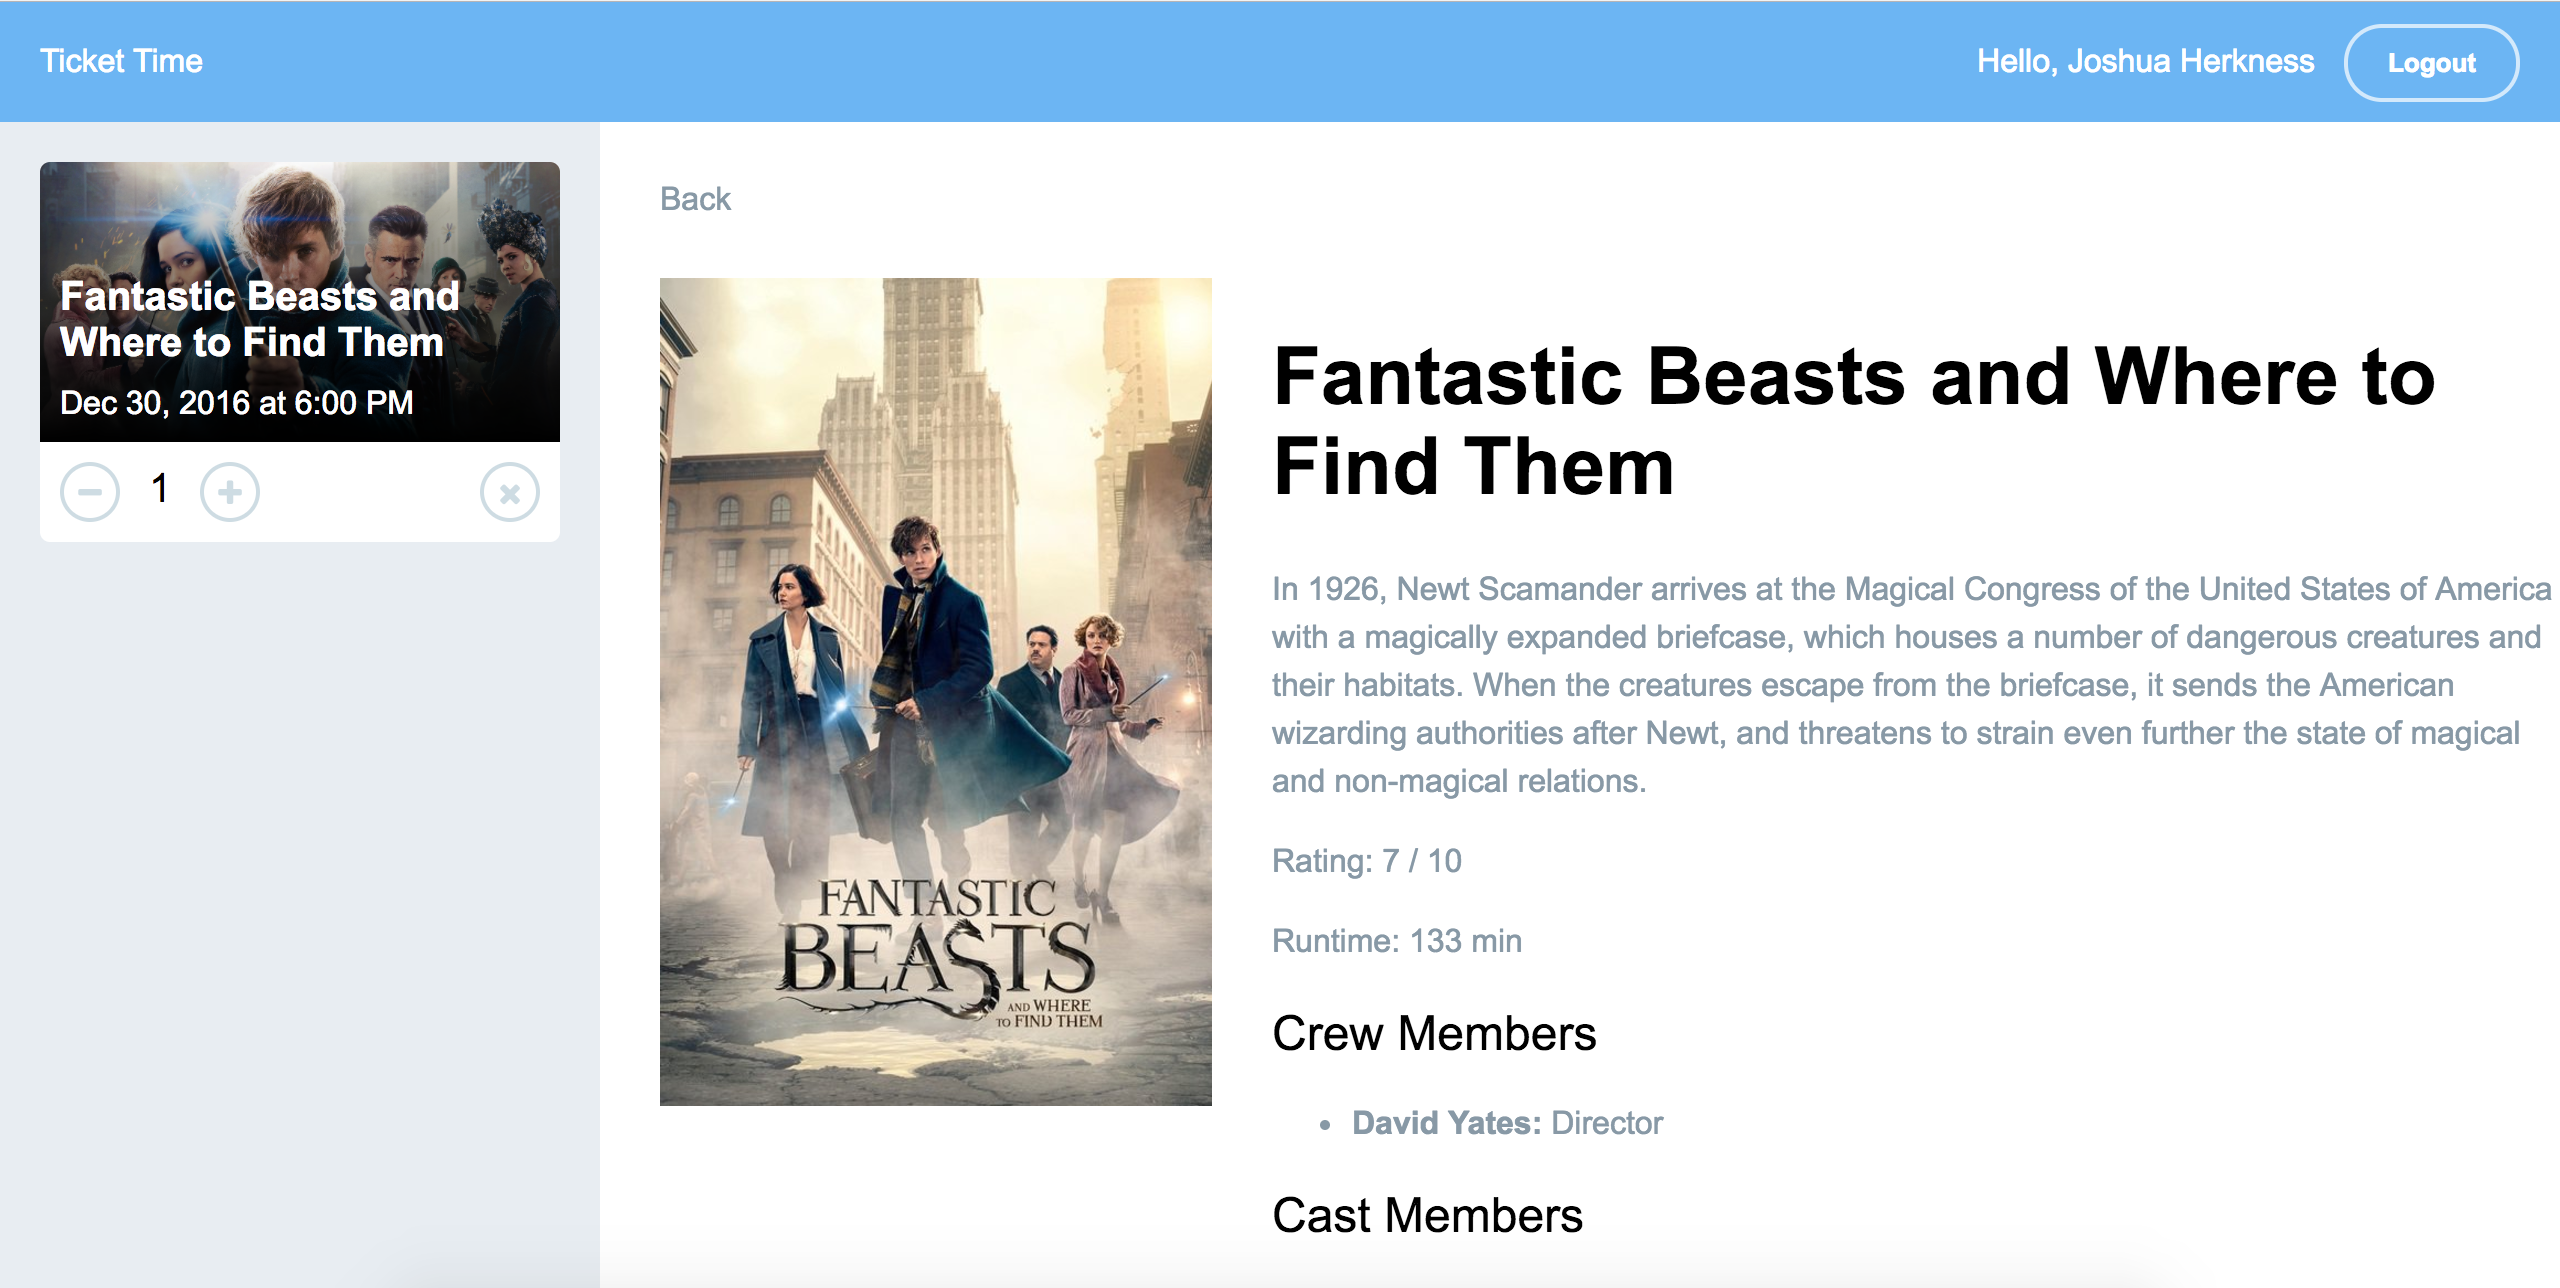 Ticket Time
Hello, Joshua Herkness
Logout
Fantastic Beasts and
Where to Find Them
Dec 30, 2016 at 6:00 PM
1
Back
FANTASTIC
BEASTS
AND WHERE
TO FIND THEM
Fantastic Beasts and Where to
Find Them
In 1926, Newt Scamander arrives at the Magical Congress of the United States of America
with a magically expanded briefcase, which houses a number of dangerous creatures and
their habitats. When the creatures escape from the briefcase, it sends the American
wizarding authorities after Newt, and threatens to strain even further the state of magical
and non-magical relations.
Rating: 7 / 10
Runtime: 133 min
Crew Members
• David Yates: Director
Cast Members